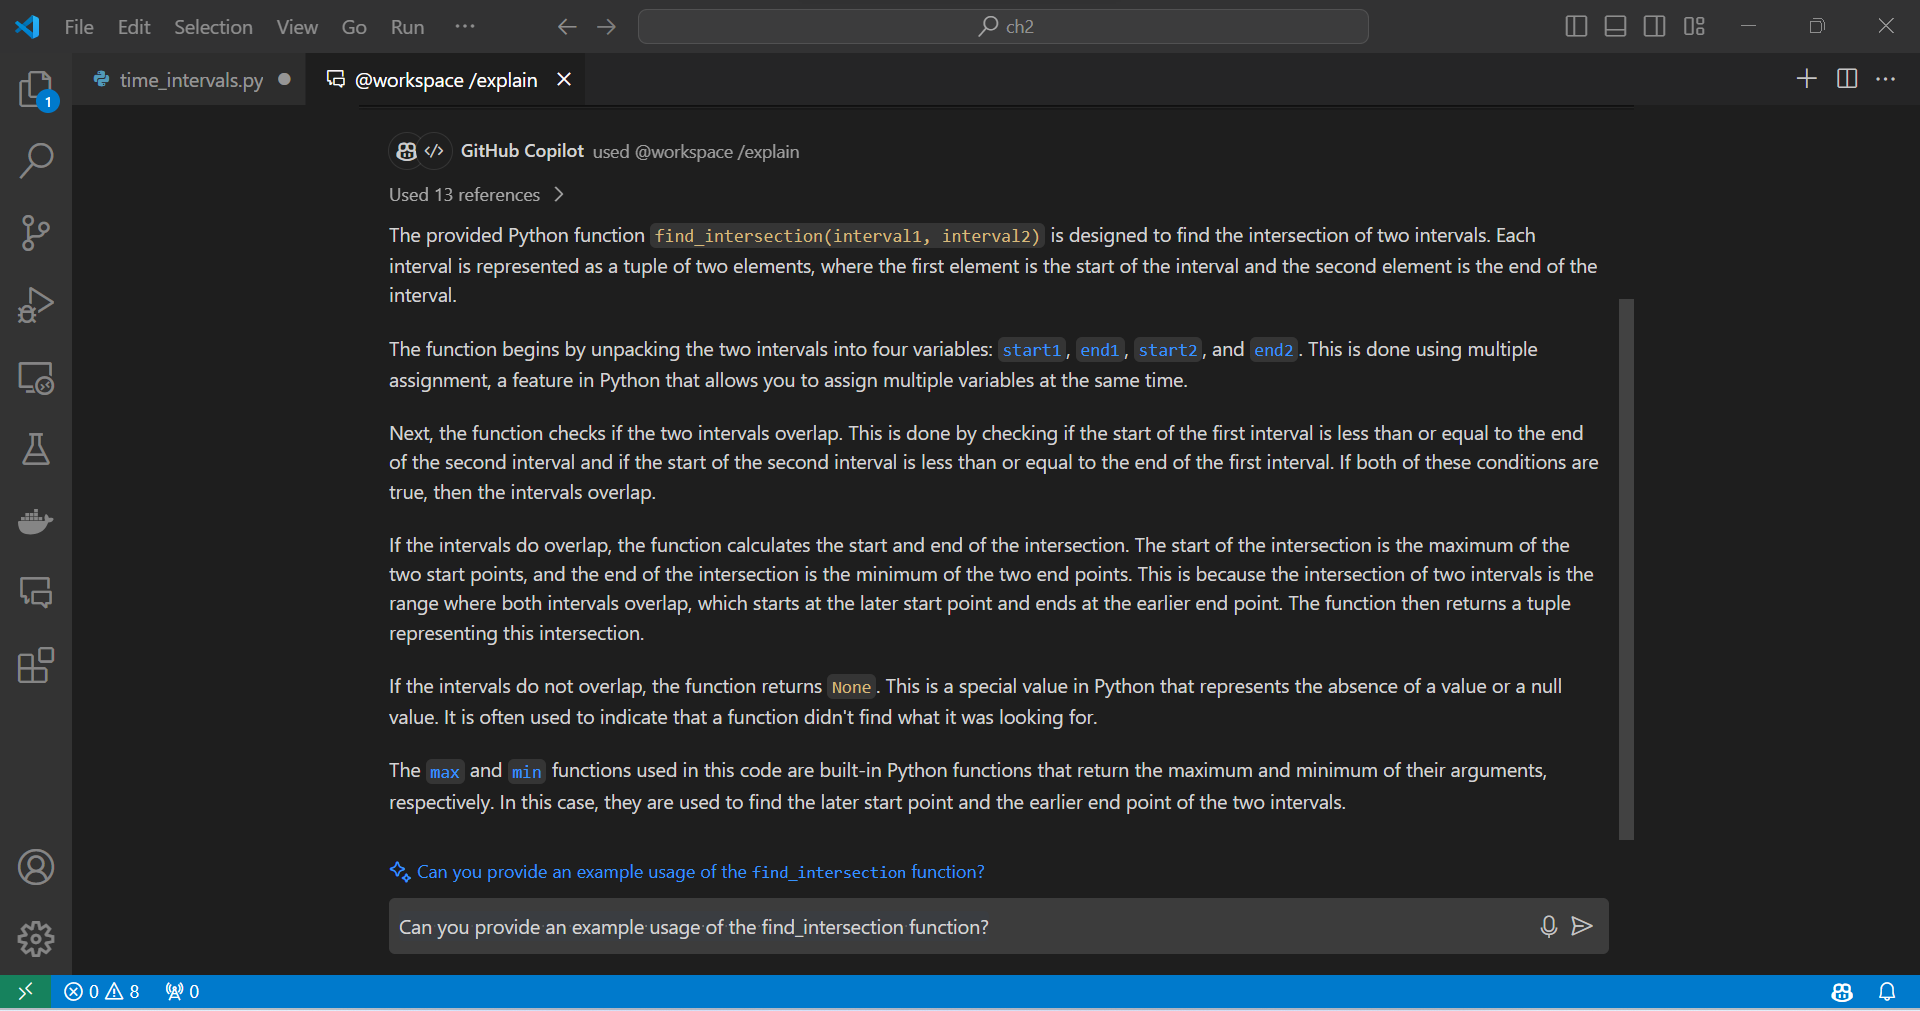 File Edit Selection View Go Run ··· ch2
time_intervals.py @workspace /explain
1
GitHub Copilot used @workspace /explain
Used 13 references
The provided Python function find_intersection(interval1, interval2) is designed to find the intersection of two intervals. Each
interval is represented as a tuple of two elements, where the first element is the start of the interval and the second element is the end of the
interval.
The function begins by unpacking the two intervals into four variables: start1, end1, start2, and end2. This is done using multiple
assignment, a feature in Python that allows you to assign multiple variables at the same time.
Next, the function checks if the two intervals overlap. This is done by checking if the start of the first interval is less than or equal to the end
of the second interval and if the start of the second interval is less than or equal to the end of the first interval. If both of these conditions are
true, then the intervals overlap.
If the intervals do overlap, the function calculates the start and end of the intersection. The start of the intersection is the maximum of the
two start points, and the end of the intersection is the minimum of the two end points. This is because the intersection of two intervals is the
range where both intervals overlap, which starts at the later start point and ends at the earlier end point. The function then returns a tuple
representing this intersection.
If the intervals do not overlap, the function returns None. This is a special value in Python that represents the absence of a value or a null
value. It is often used to indicate that a function didn't find what it was looking for.
The max and min functions used in this code are built-in Python functions that return the maximum and minimum of their arguments,
respectively. In this case, they are used to find the later start point and the earlier end point of the two intervals.
Can you provide an example usage of the find_intersection function?
Can you provide an example usage of the find_intersection function?
0 8 0